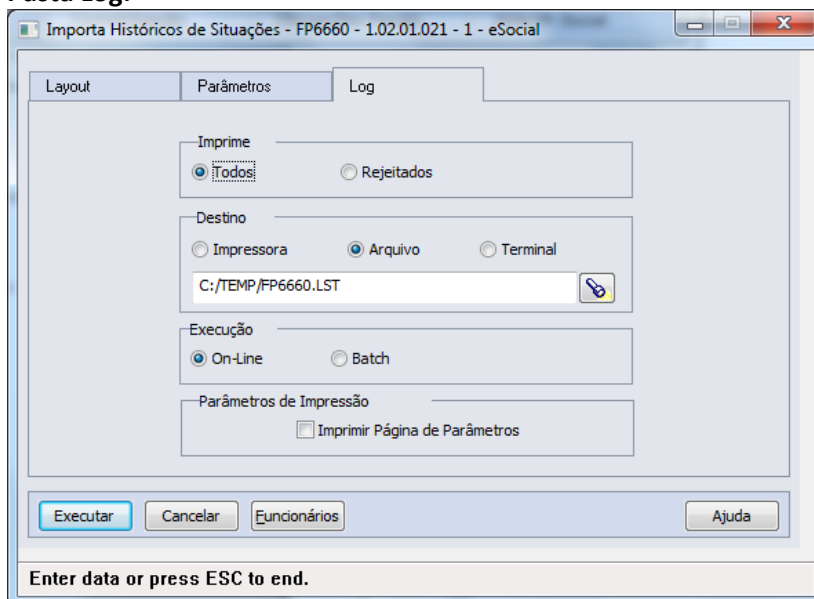 Pasta Log:
Importa Históricos de Situações - FP6660 - 1.02.01.021 - 1 - eSocial
Layout Parâmetros Log
Imprime
Todos Rejeitados
Destino
Impressora Arquivo Terminal
C:/TEMP/FP6660.LST
Execução
On-Line Batch
Parâmetros de Impressão
Imprimir Página de Parâmetros
Executar Cancelar Funcionários Ajuda
Enter data or press ESC to end.